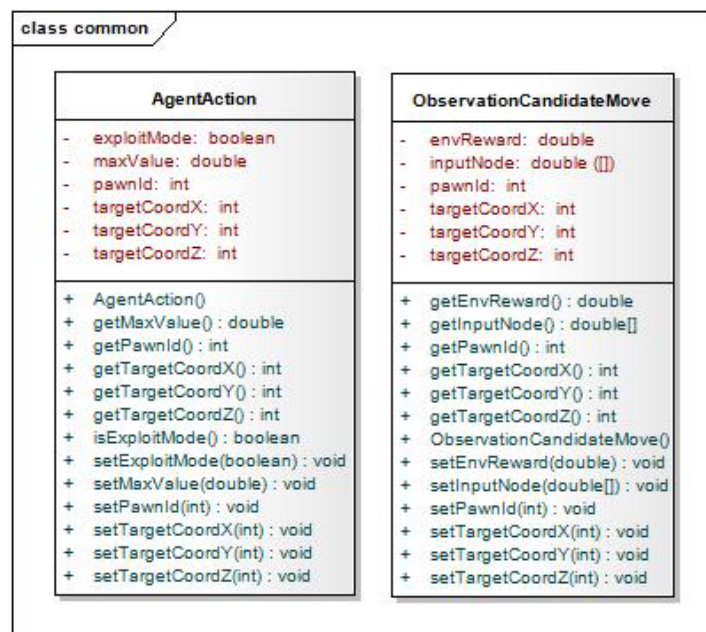 class common
AgentAction
- exploitMode: boolean
- maxValue: double
- pawnId: int
- targetCoordX: int
- targetCoordY: int
- targetCoordZ: int
+ AgentAction()
+ getMaxValue() : double
+ getPawnId() : int
+ getTargetCoordX() : int
+ getTargetCoordY() : int
+ getTargetCoordZ() : int
+ isExploitMode() : boolean
+ setExploitMode(boolean) : void
+ setMaxValue(double) : void
+ setPawnId(int) : void
+ setTargetCoordX(int) : void
+ setTargetCoordY(int) : void
+ setTargetCoordZ(int) : void
ObservationCandidateMove
- envReward: double
- inputNode: double ([])
- pawnId: int
- targetCoordX: int
- targetCoordY: int
- targetCoordZ: int
+ getEnvReward() : double
+ getInputNode() : double[]
+ getPawnId() : int
+ getTargetCoordX() : int
+ getTargetCoordY() : int
+ getTargetCoordZ() : int
+ ObservationCandidateMove()
+ setEnvReward(double) : void
+ setInputNode(double[]) : void
+ setPawnId(int) : void
+ setTargetCoordX(int) : void
+ setTargetCoordY(int) : void
+ setTargetCoordZ(int) : void